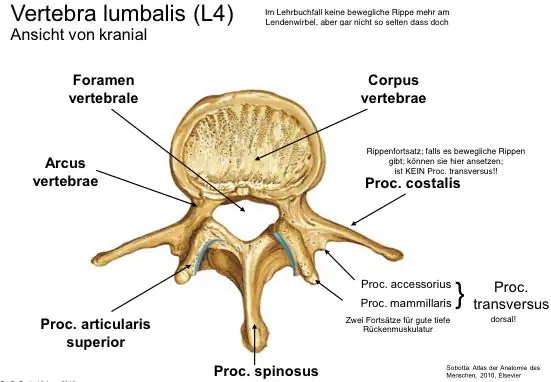 Vertebra lumbalis (L4)
Ansicht von kranial
Im Lehrbuchfall keine bewegliche Rippe mehr am
Lendenwirbel, aber gar nicht so selten dass doch
Foramen
vertebrale
Corpus
vertebrae
Arcus
vertebrae
Rippenfortsatz; falls es bewegliche Rippen
gibt; können sie hier ansetzen;
ist KEIN Proc. transversus!!
Proc. costalis
Proc. accessorius
Proc. mammillaris
}
Proc.
transversus
dorsal!
Zwei Fortsätze für gute tiefe
Rückenmuskulatur
Proc. articularis
superior
Proc. spinosus
Sobotta: Atlas der Anatomie des
Menschen, 2010, Elsevier